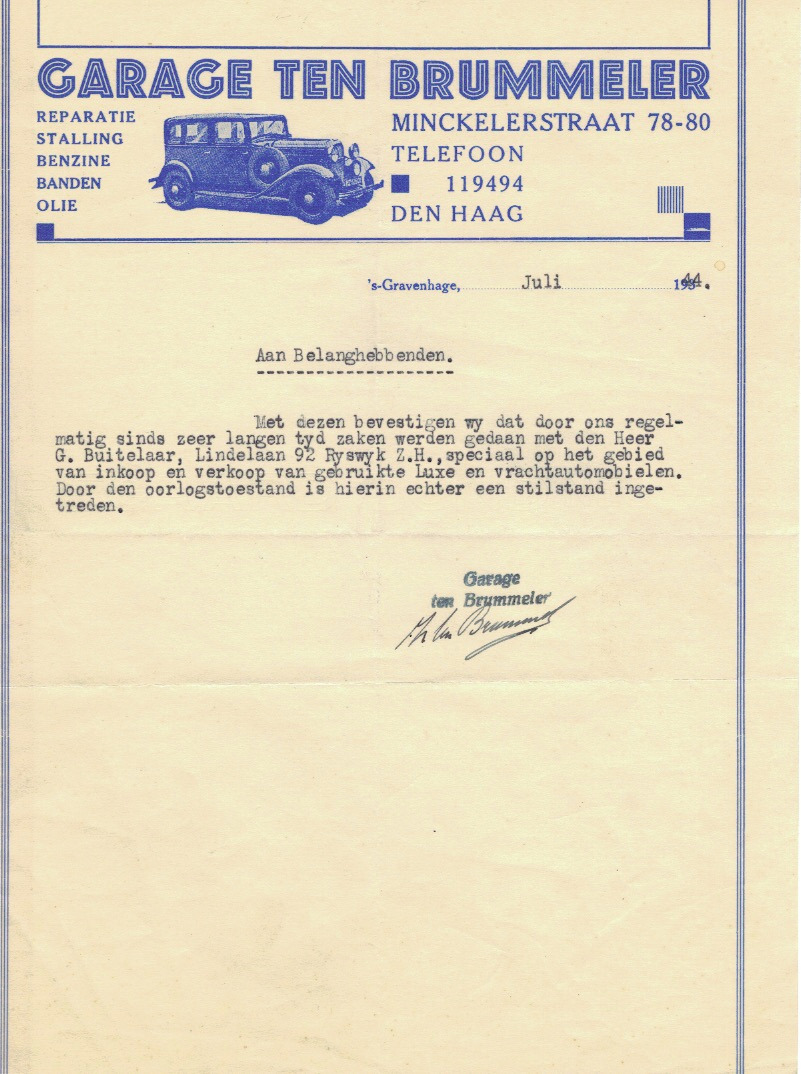 GARAGE TEN BRUMMELER
REPARATIE
STALLING
BENZINE
BANDEN
OLIE
MINCKELERSTRAAT 78-80
TELEFOON
119494
DEN HAAG
's-Gravenhage, Juli 1944.
Aan Belanghebbenden.
Met dezen bevestigen wy dat door ons regel-
matig sinds zeer langen tyd zaken werden gedaan met den Heer
G. Buitelaar, Lindelaan 92 Ryswyk Z.H.,speciaal op het gebied
van inkoop en verkoop van gebruikte Luxe en vrachtautomobielen.
Door den oorlogstoestand is hierin echter een stilstand inge-
treden.
Garage
ten Brummeler
ten Brummeler